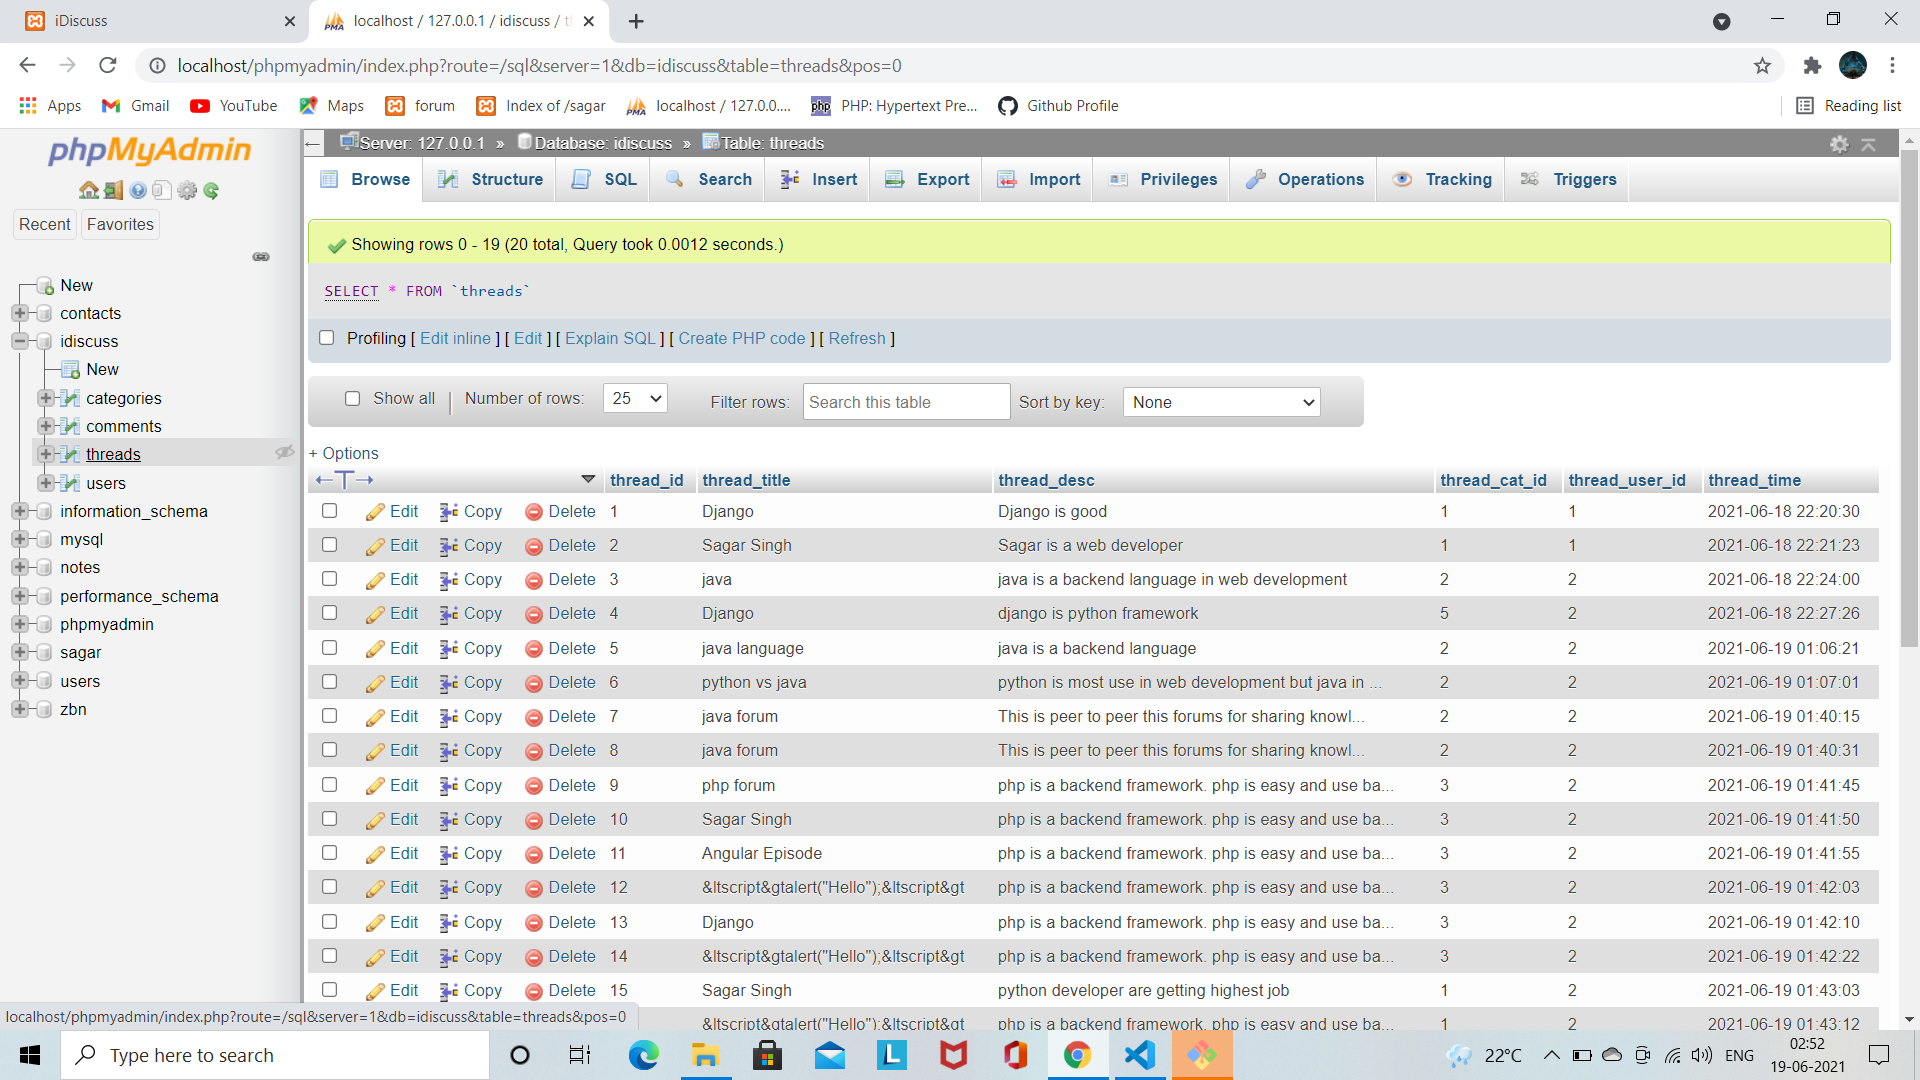 iDiscuss
localhost / 127.0.0.1 / idiscuss / t
localhost/phpmyadmin/index.php?route=/sql&server=1&db=idiscuss&table=threads&pos=0
Apps Gmail YouTube Maps forum Index of /sagar localhost / 127.0.0.... PHP: Hypertext Pre... Github Profile Reading list
phpMyAdmin
Recent Favorites
New
contacts
idiscuss
New
categories
comments
threads
users
information_schema
mysql
notes
performance_schema
phpmyadmin
sagar
users
zbn
Server: 127.0.0.1 » Database: idiscuss » Table: threads
Browse Structure SQL Search Insert Export Import Privileges Operations Tracking Triggers
Showing rows 0 - 19 (20 total, Query took 0.0012 seconds.)
SELECT * FROM `threads`
Profiling [ Edit inline ] [ Edit ] [ Explain SQL ] [ Create PHP code ] [ Refresh ]
Show all Number of rows: 25 Filter rows: Search this table Sort by key: None
+ Options
←T→ thread_id thread_title thread_desc thread_cat_id thread_user_id thread_time
Edit Copy Delete 1 Django Django is good 1 1 2021-06-18 22:20:30
Edit Copy Delete 2 Sagar Singh Sagar is a web developer 1 1 2021-06-18 22:21:23
Edit Copy Delete 3 java java is a backend language in web development 2 2 2021-06-18 22:24:00
Edit Copy Delete 4 Django django is python framework 5 2 2021-06-18 22:27:26
Edit Copy Delete 5 java language java is a backend language 2 2 2021-06-19 01:06:21
Edit Copy Delete 6 python vs java python is most use in web development but java in ... 2 2 2021-06-19 01:07:01
Edit Copy Delete 7 java forum This is peer to peer this forums for sharing knowl... 2 2 2021-06-19 01:40:15
Edit Copy Delete 8 java forum This is peer to peer this forums for sharing knowl... 2 2 2021-06-19 01:40:31
Edit Copy Delete 9 php forum php is a backend framework. php is easy and use ba... 3 2 2021-06-19 01:41:45
Edit Copy Delete 10 Sagar Singh php is a backend framework. php is easy and use ba... 3 2 2021-06-19 01:41:50
Edit Copy Delete 11 Angular Episode php is a backend framework. php is easy and use ba... 3 2 2021-06-19 01:41:55
Edit Copy Delete 12 &ltscript&gtalert("Hello");&ltscript&gt php is a backend framework. php is easy and use ba... 3 2 2021-06-19 01:42:03
Edit Copy Delete 13 Django php is a backend framework. php is easy and use ba... 3 2 2021-06-19 01:42:10
Edit Copy Delete 14 &ltscript&gtalert("Hello");&ltscript&gt php is a backend framework. php is easy and use ba... 3 2 2021-06-19 01:42:22
Edit Copy Delete 15 Sagar Singh python developer are getting highest job 1 2 2021-06-19 01:43:03
&ltscript&gtalert("Hello");&ltscript&gt php is a backend framework. php is easy and use ba... 1 2 2021-06-19 01:43:12
localhost/phpmyadmin/index.php?route=/sql&server=1&db=idiscuss&table=threads&pos=0
Type here to search
22°C ENG
02:52
19-06-2021